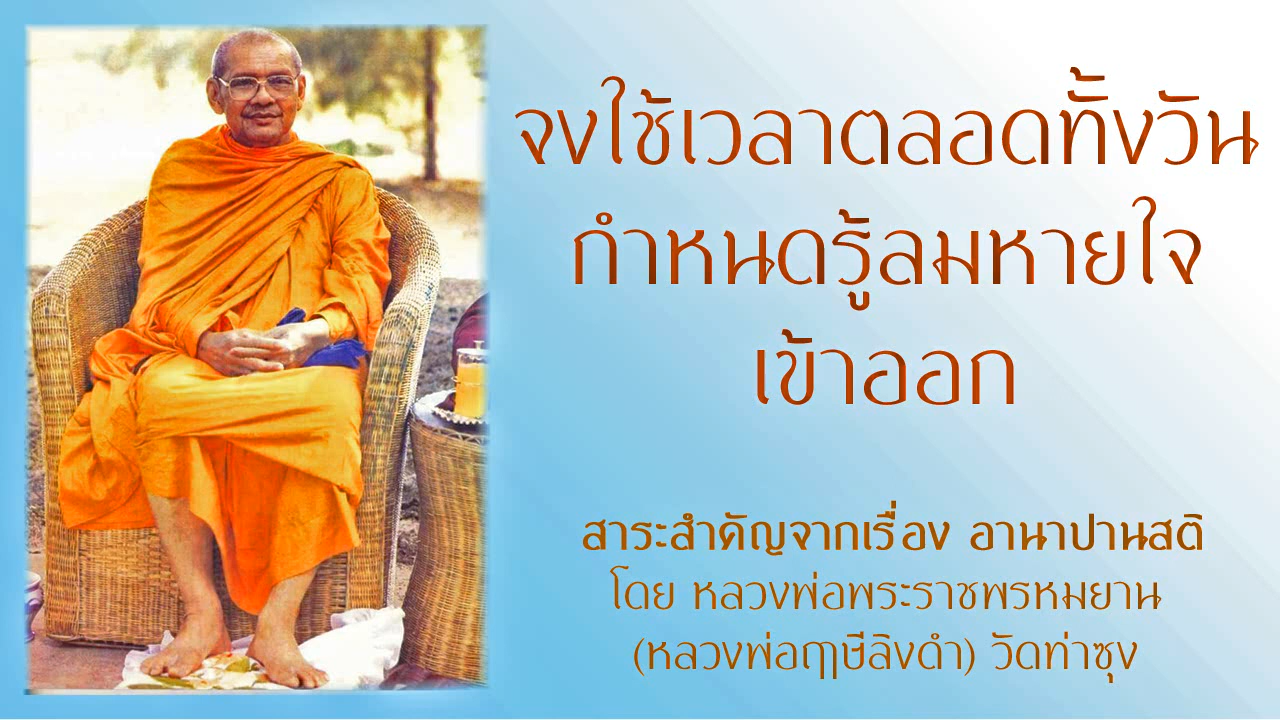 จงใช้เวลาตลอดทั้งวัน
กำหนดรู้ลมหายใจ
เข้าออก
สาระสำคัญจากเรื่อง อานาปานสติ
โดย หลวงพ่อพระราชพรหมยาน
(หลวงพ่อฤๅษีลิงดำ) วัดท่าซุง